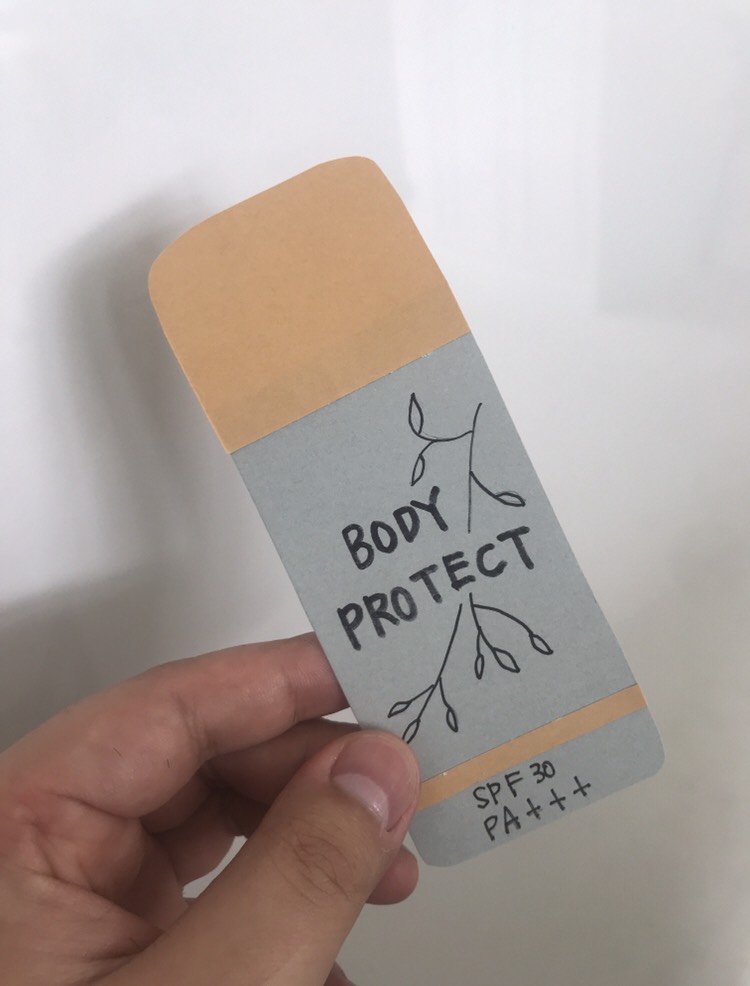 BODY
PROTECT
SPF 30
PA+++